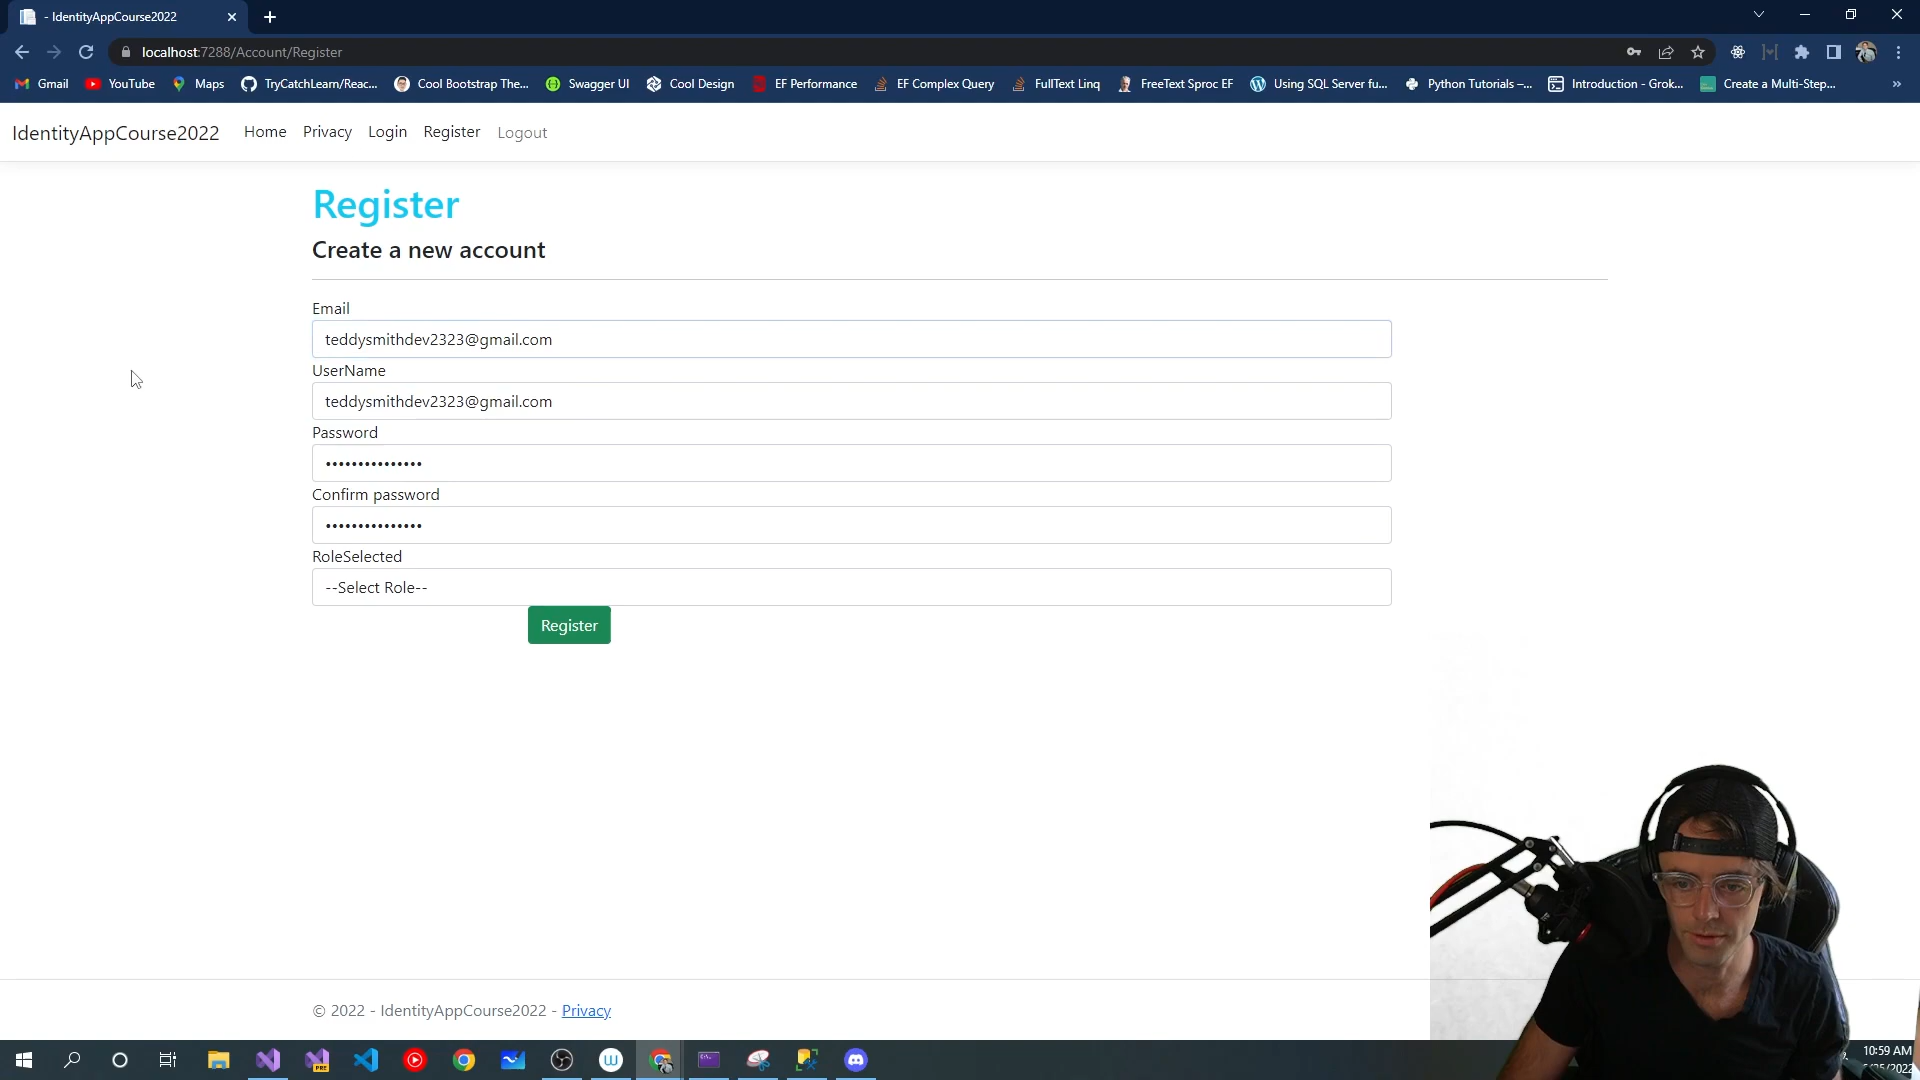 - IdentityAppCourse2022
localhost:7288/Account/Register
Gmail YouTube Maps TryCatchLearn/Reac... Cool Bootstrap The... Swagger UI Cool Design EF Performance EF Complex Query FullText Linq FreeText Sproc EF Using SQL Server fu... Python Tutorials –... Introduction - Grok... Create a Multi-Step... »
IdentityAppCourse2022 Home Privacy Login Register Logout
Register
Create a new account
Email
teddysmithdev2323@gmail.com
UserName
teddysmithdev2323@gmail.com
Password
•••••••••••••••
Confirm password
•••••••••••••••
RoleSelected
--Select Role--
Register
© 2022 - IdentityAppCourse2022 - Privacy
PRE
10:59 AM